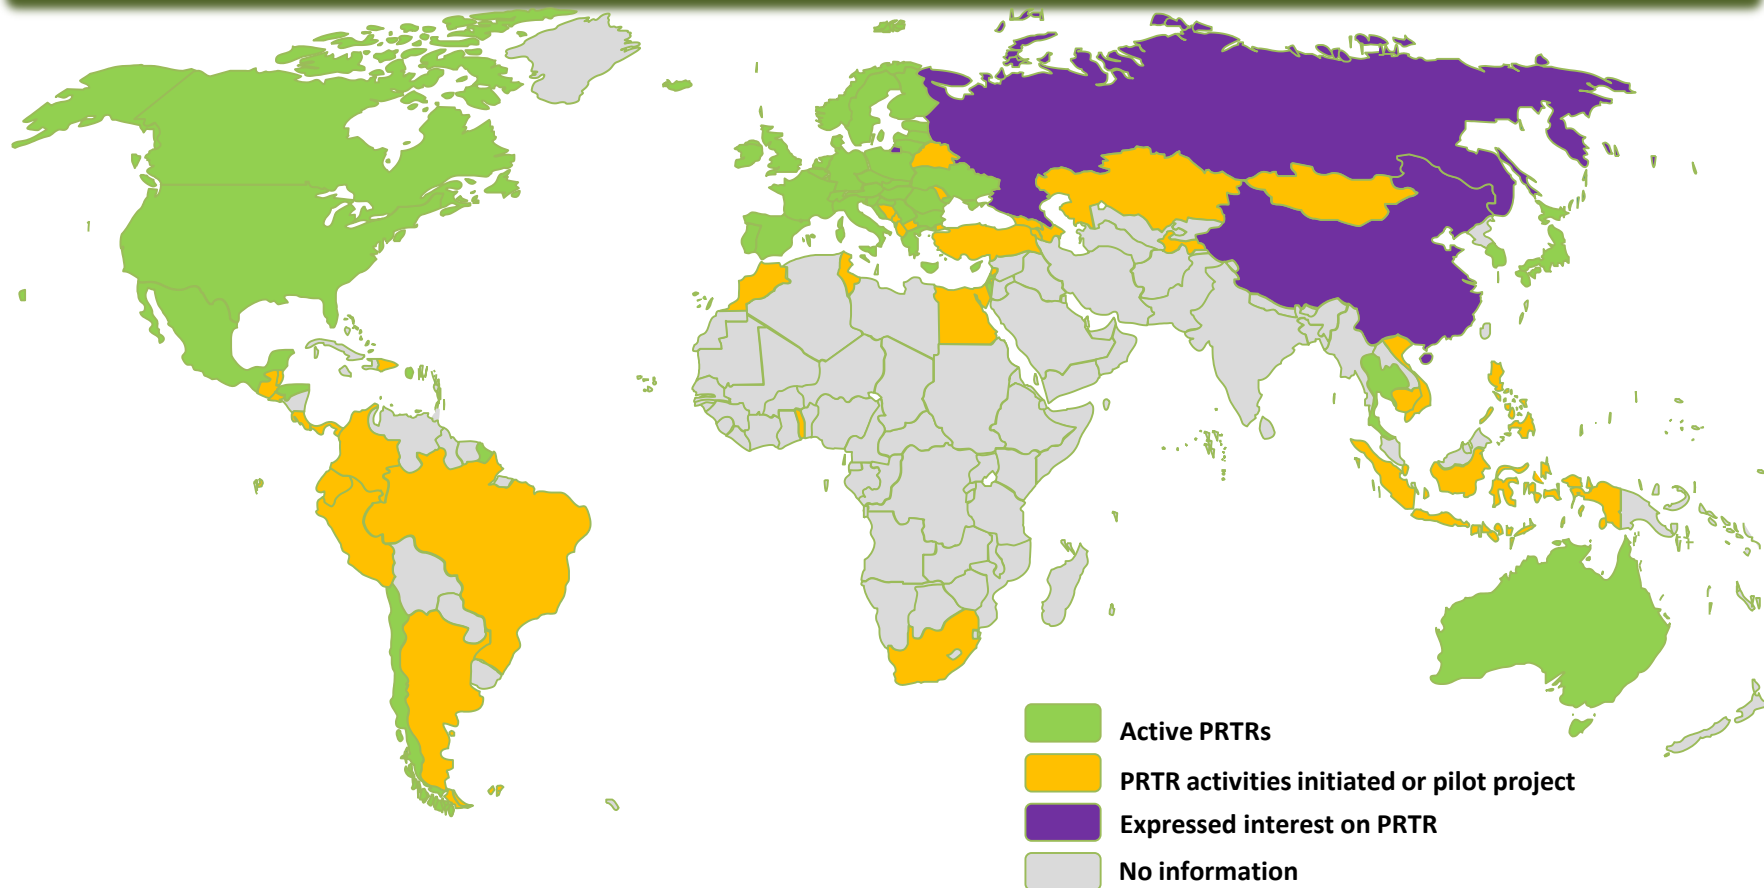 Active PRTRs
PRTR activities initiated or pilot project
Expressed interest on PRTR
No information